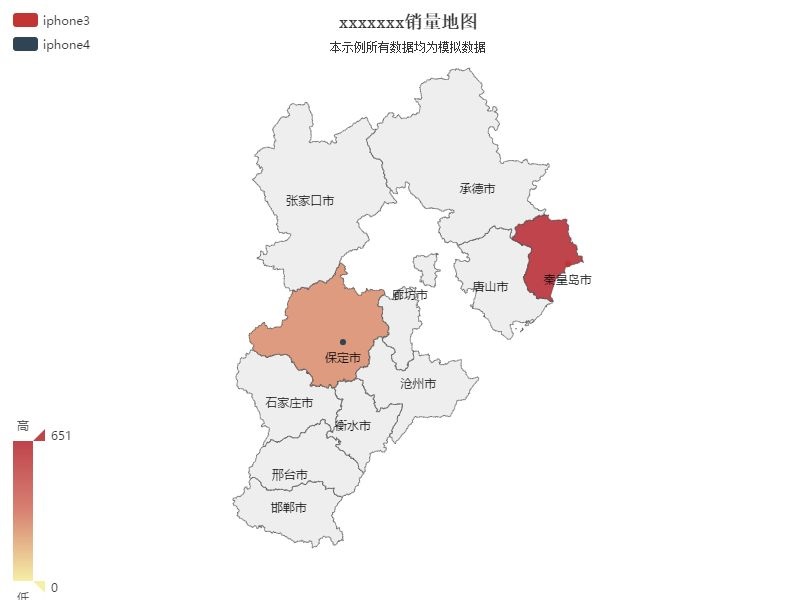 iphone3
iphone4
xxxxxxx销量地图
本示例所有数据均为模拟数据
承德市
张家口市
秦皇岛市
唐山市
廊坊市
保定市
沧州市
石家庄市
衡水市
邢台市
邯郸市
高
651
0
低